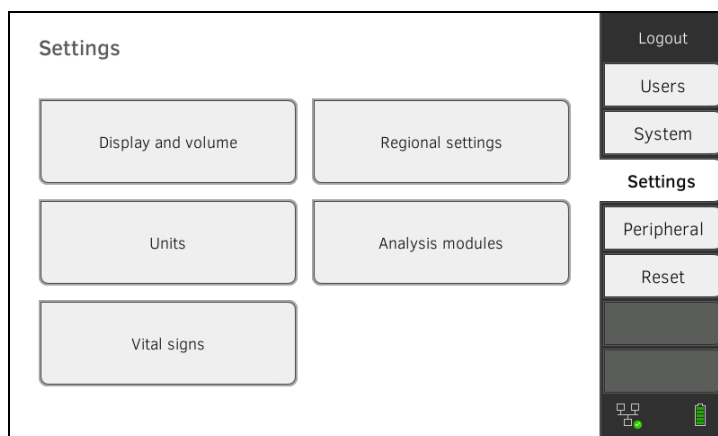 Settings
Display and volume
Regional settings
Units
Analysis modules
Vital signs
Logout
Users
System
Settings
Peripheral
Reset